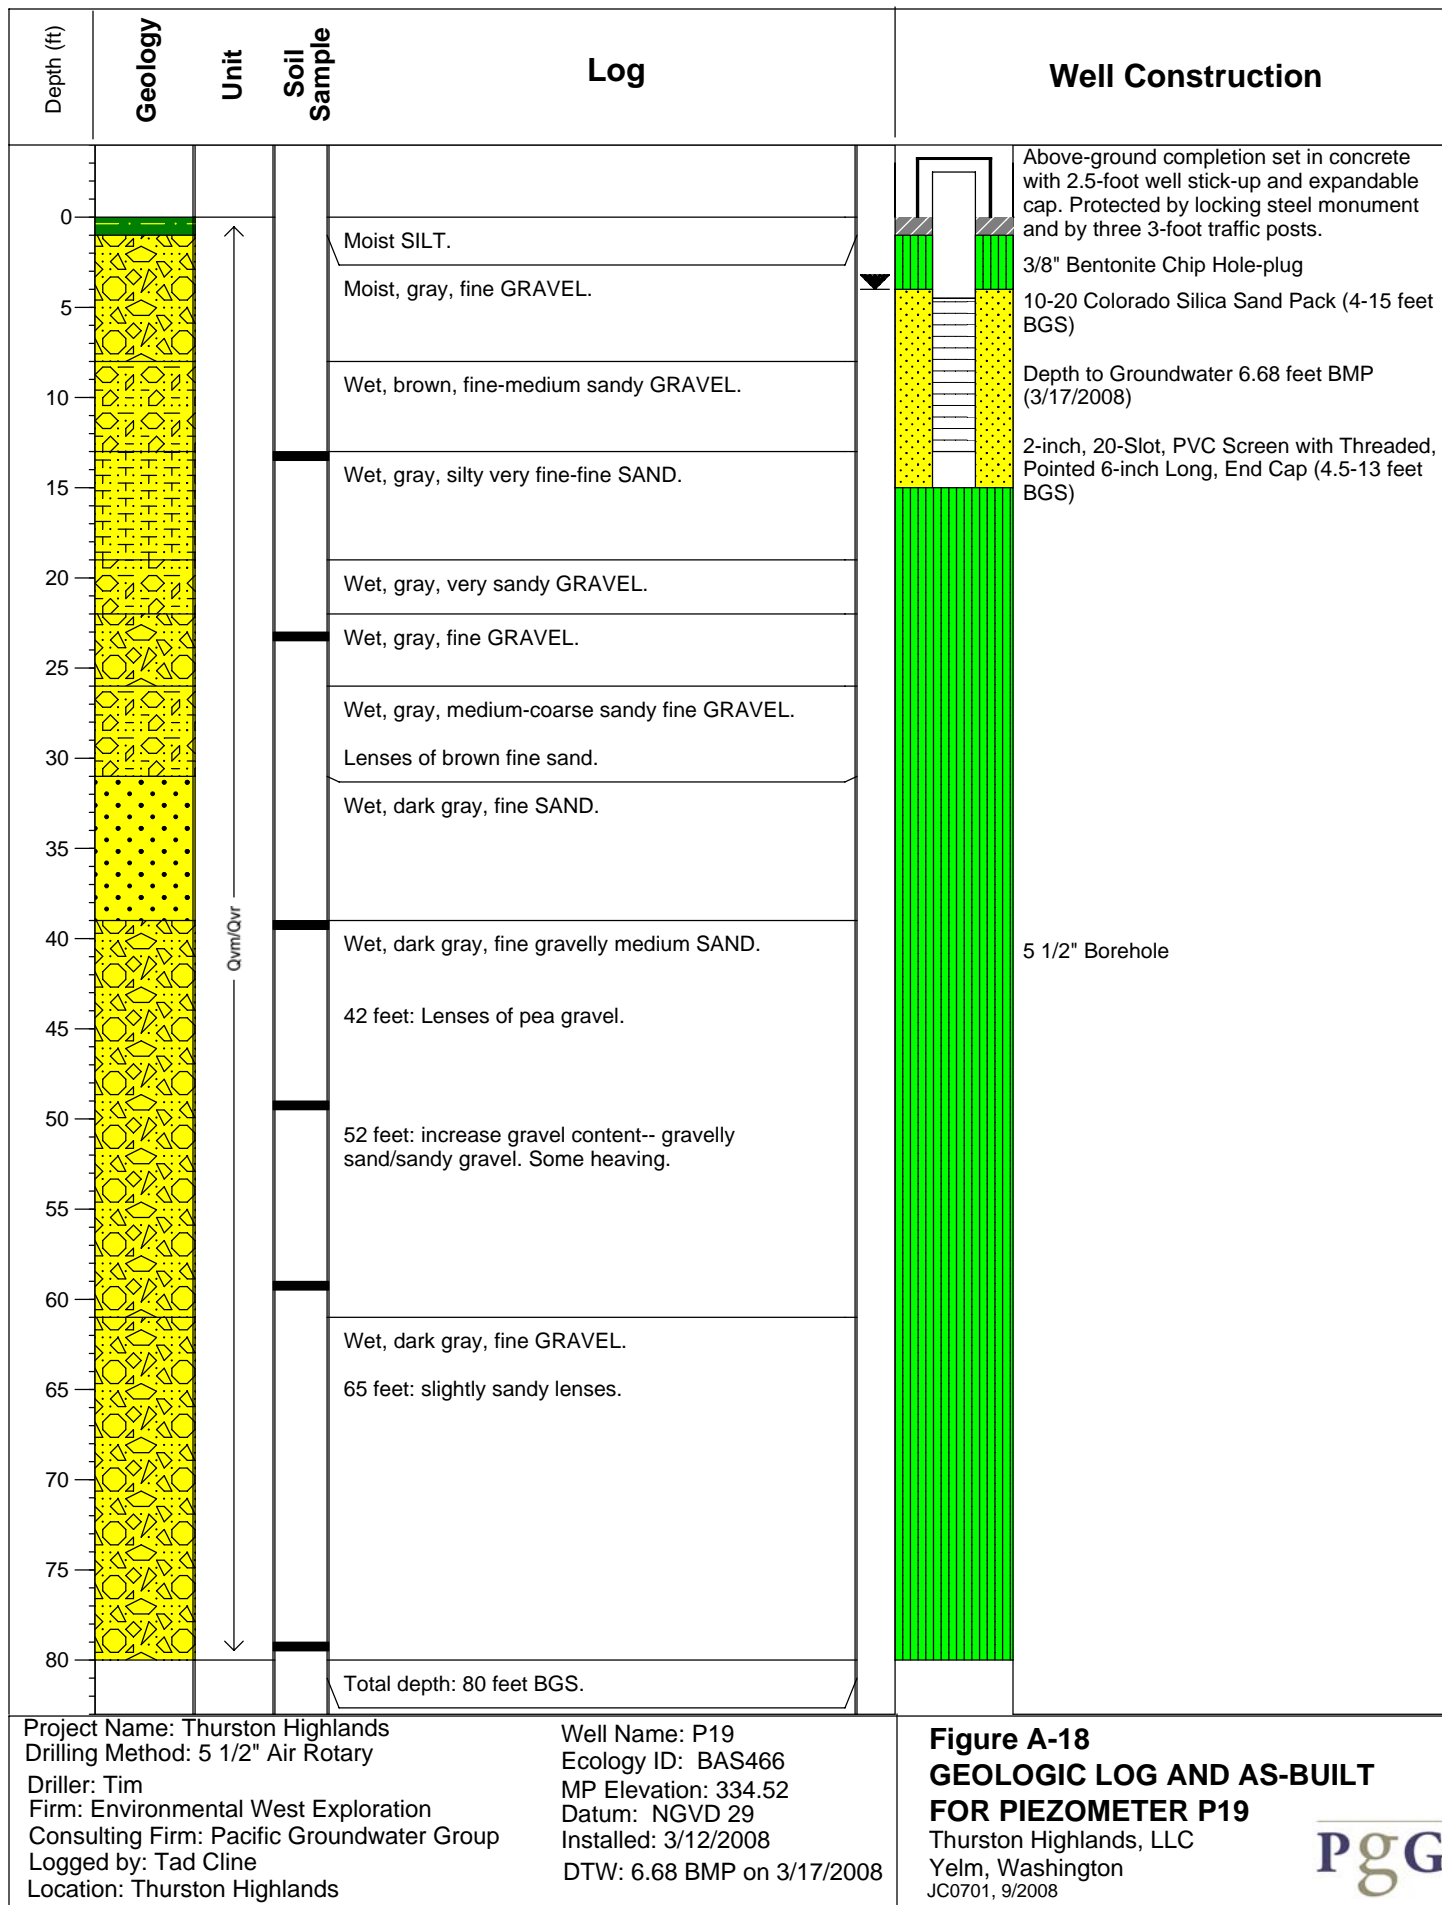 Depth (ft)
Geology
Unit
Soil
Sample
Log
Well Construction
0
5
10
15
20
25
30
35
40
45
50
55
60
65
70
75
80
Qvm/Qvr
Moist SILT.
Moist, gray, fine GRAVEL.
Wet, brown, fine-medium sandy GRAVEL.
Wet, gray, silty very fine-fine SAND.
Wet, gray, very sandy GRAVEL.
Wet, gray, fine GRAVEL.
Wet, gray, medium-coarse sandy fine GRAVEL.
Lenses of brown fine sand.
Wet, dark gray, fine SAND.
Wet, dark gray, fine gravelly medium SAND.
42 feet: Lenses of pea gravel.
52 feet: increase gravel content-- gravelly
sand/sandy gravel. Some heaving.
Wet, dark gray, fine GRAVEL.
65 feet: slightly sandy lenses.
Total depth: 80 feet BGS.
Above-ground completion set in concrete
with 2.5-foot well stick-up and expandable
cap. Protected by locking steel monument
and by three 3-foot traffic posts.
3/8" Bentonite Chip Hole-plug
10-20 Colorado Silica Sand Pack (4-15 feet
BGS)
Depth to Groundwater 6.68 feet BMP
(3/17/2008)
2-inch, 20-Slot, PVC Screen with Threaded,
Pointed 6-inch Long, End Cap (4.5-13 feet
BGS)
5 1/2" Borehole
Project Name: Thurston Highlands
Drilling Method: 5 1/2" Air Rotary
Driller: Tim
Firm: Environmental West Exploration
Consulting Firm: Pacific Groundwater Group
Logged by: Tad Cline
Location: Thurston Highlands
Well Name: P19
Ecology ID: BAS466
MP Elevation: 334.52
Datum: NGVD 29
Installed: 3/12/2008
DTW: 6.68 BMP on 3/17/2008
Figure A-18
GEOLOGIC LOG AND AS-BUILT
FOR PIEZOMETER P19
Thurston Highlands, LLC
Yelm, Washington
JC0701, 9/2008
PgG